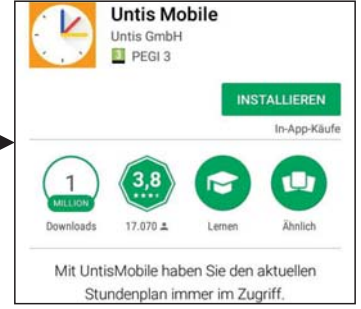 Untis Mobile
Untis GmbH
3 PEGI 3
INSTALLIEREN
In-App-Käufe
1
MILLION
3,8
Downloads
17.070
Lernen
Ähnlich
Mit UntisMobile haben Sie den aktuellen
Stundenplan immer im Zugriff.